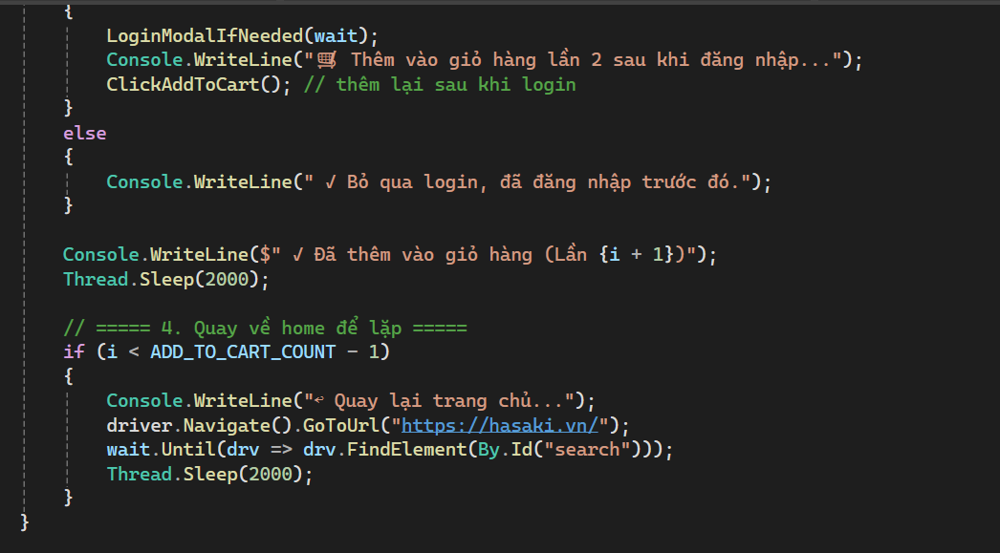 {
LoginModalIfNeeded(wait);
Console.WriteLine("🛒 Thêm vào giỏ hàng lần 2 sau khi đăng nhập...");
ClickAddToCart(); // thêm lại sau khi login
}
else
{
Console.WriteLine(" √ Bỏ qua login, đã đăng nhập trước đó.");
}
Console.WriteLine($" √ Đã thêm vào giỏ hàng (Lần {i + 1})");
Thread.Sleep(2000);
// ===== 4. Quay về home để lặp =====
if (i < ADD_TO_CART_COUNT - 1)
{
Console.WriteLine("↩ Quay lại trang chủ...");
driver.Navigate().GoToUrl("https://hasaki.vn/");
wait.Until(drv => drv.FindElement(By.Id("search")));
Thread.Sleep(2000);
}
}